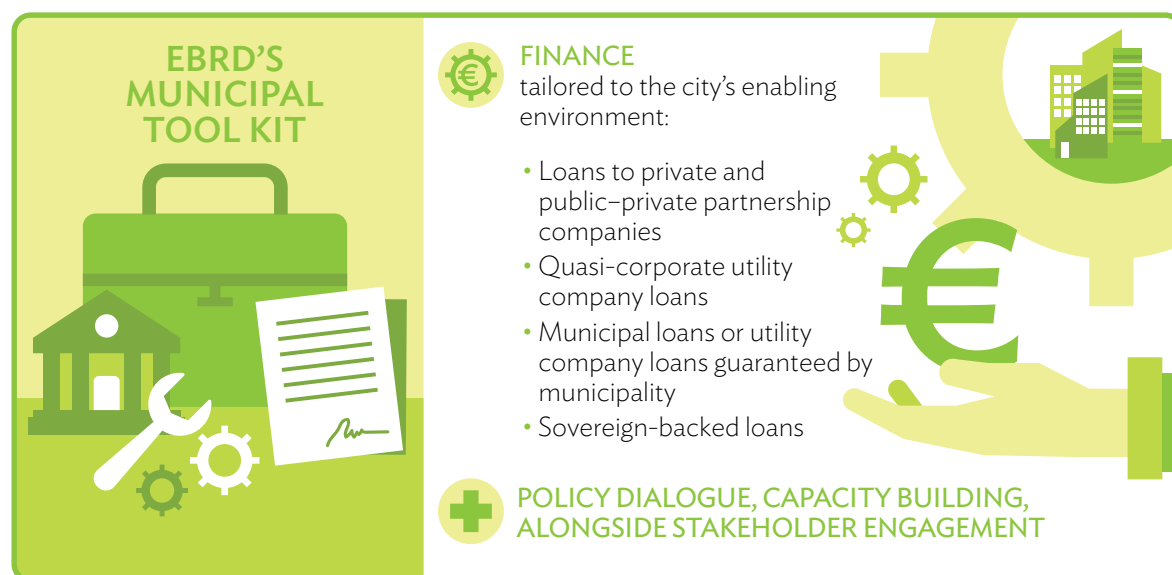 EBRD'S
MUNICIPAL
TOOL KIT
FINANCE
tailored to the city's enabling
environment:
• Loans to private and
public–private partnership
companies
• Quasi-corporate utility
company loans
• Municipal loans or utility
company loans guaranteed by
municipality
• Sovereign-backed loans
POLICY DIALOGUE, CAPACITY BUILDING,
ALONGSIDE STAKEHOLDER ENGAGEMENT